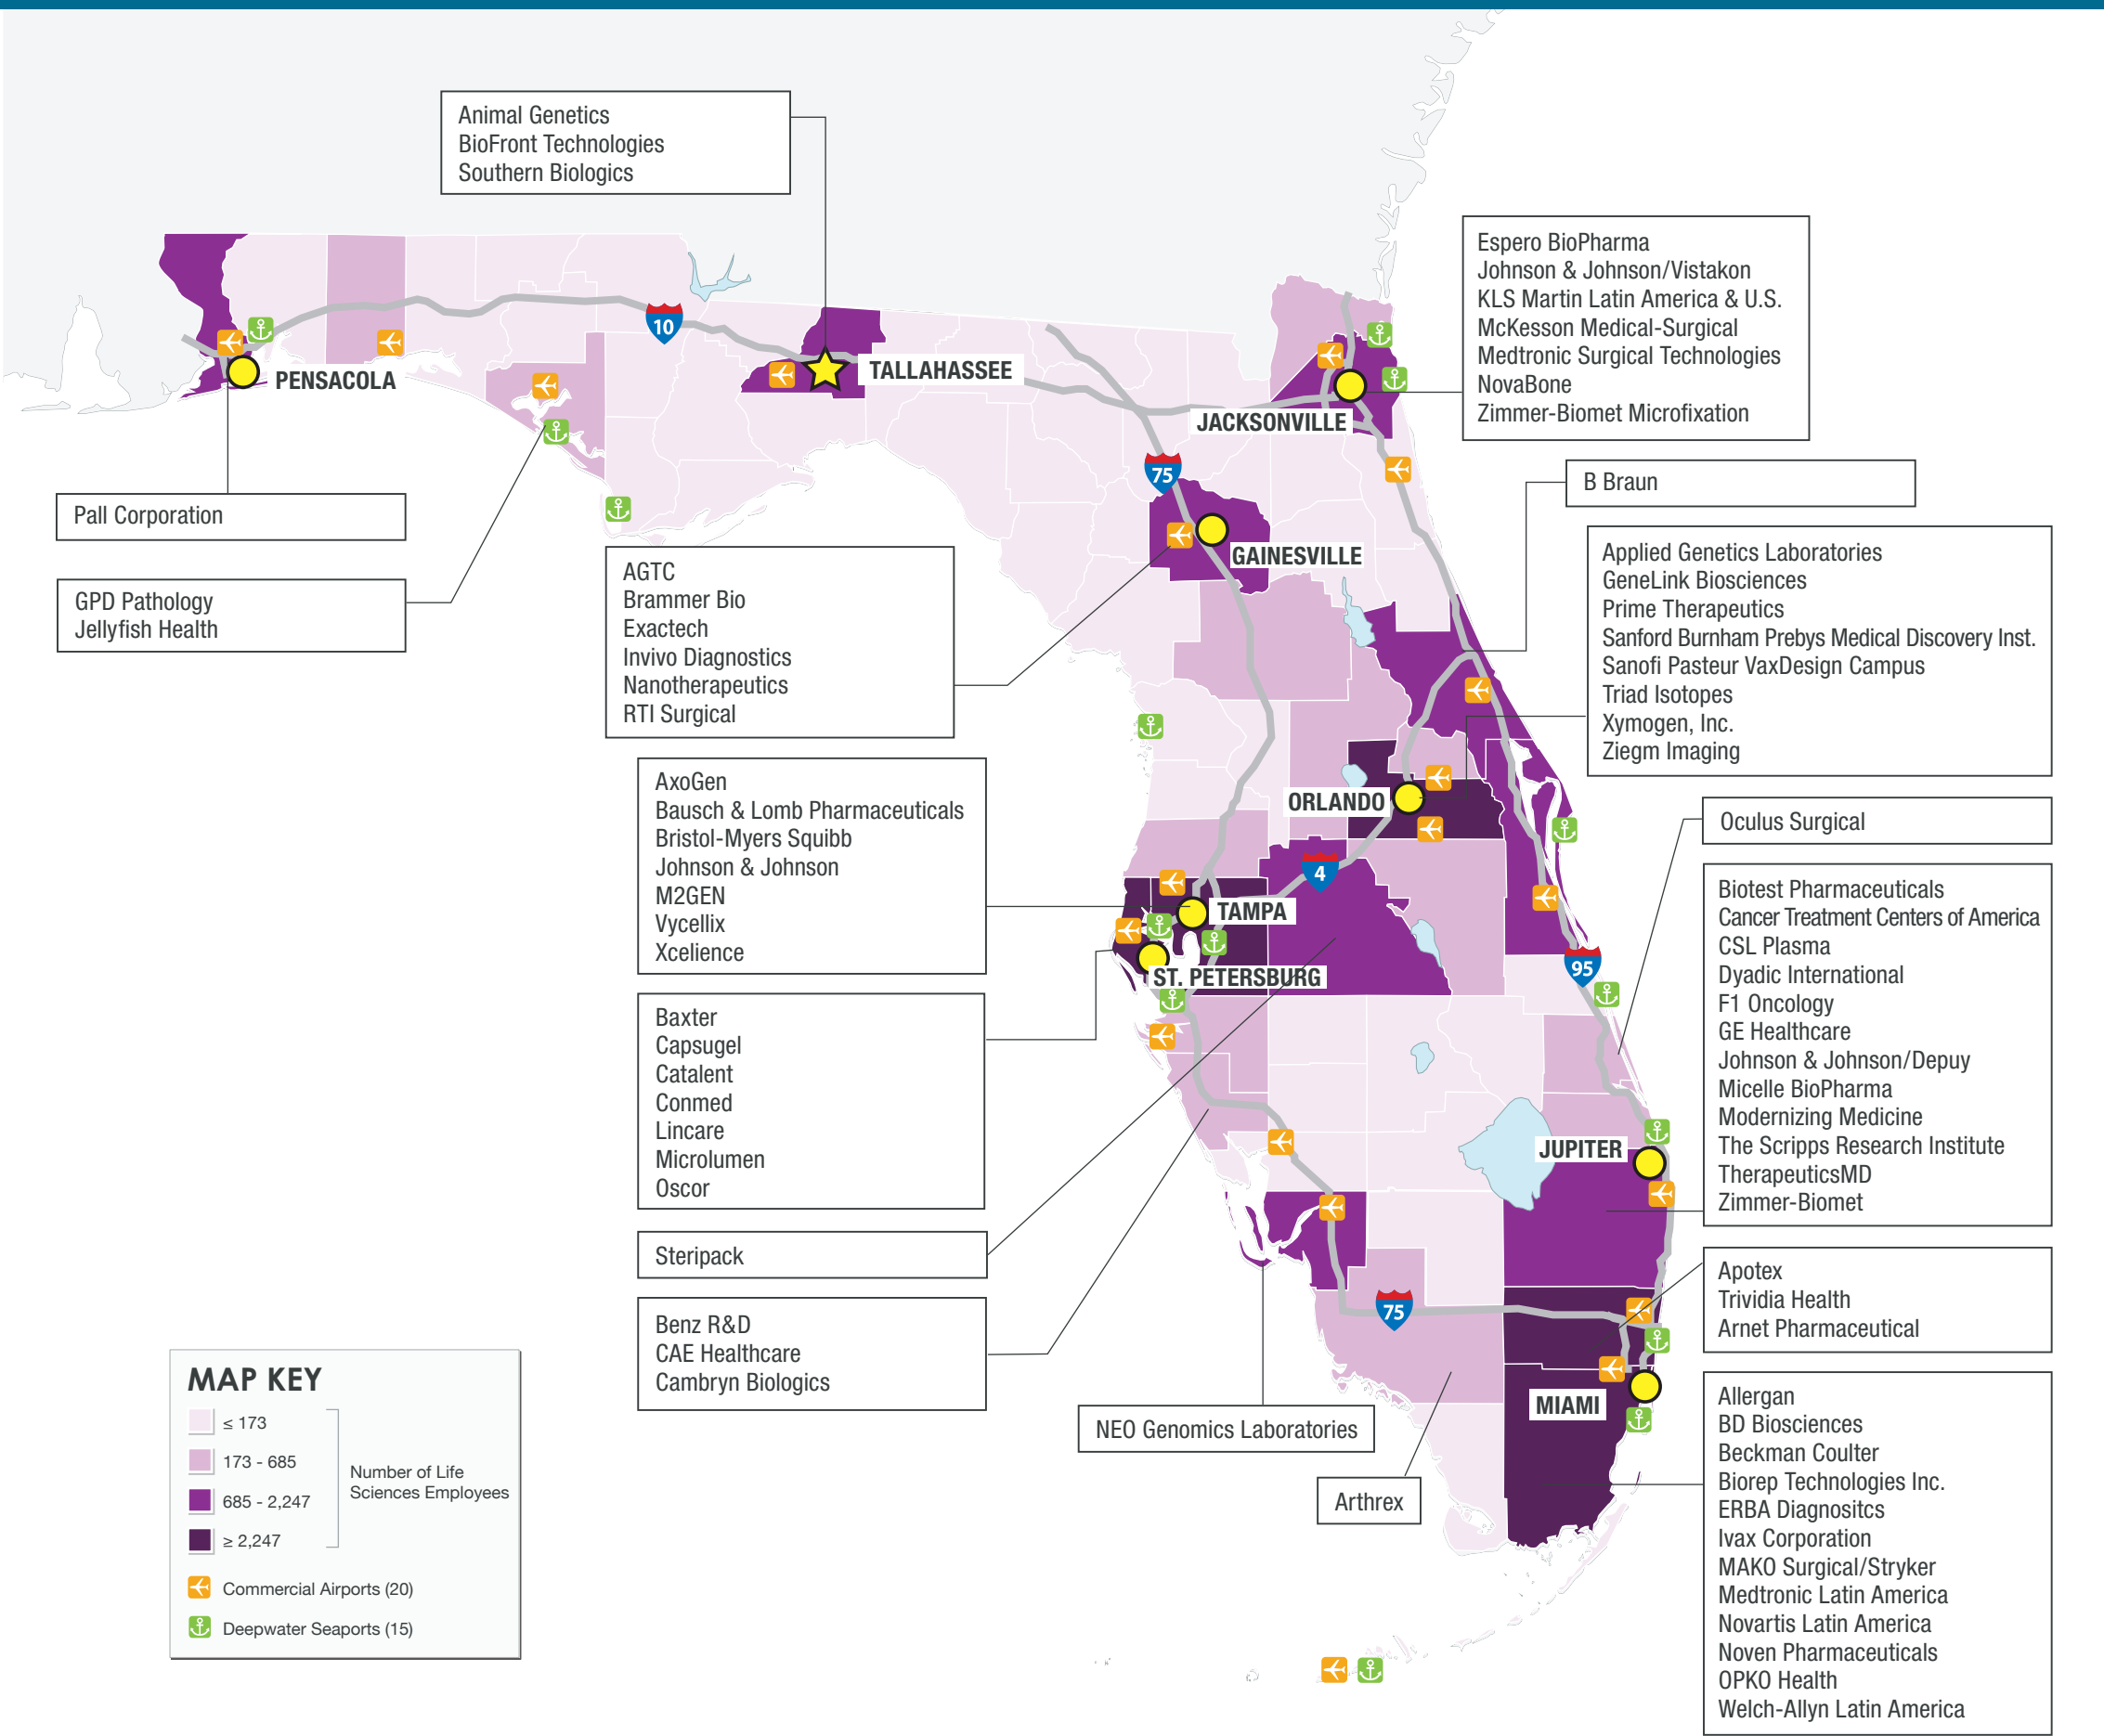 Animal Genetics
BioFront Technologies
Southern Biologics
Espero BioPharma
Johnson & Johnson/Vistakon
KLS Martin Latin America & U.S.
McKesson Medical-Surgical
Medtronic Surgical Technologies
NovaBone
Zimmer-Biomet Microfixation
10
PENSACOLA
TALLAHASSEE
JACKSONVILLE
75
B Braun
Pall Corporation
GPD Pathology
Jellyfish Health
GAINESVILLE
AGTC
Brammer Bio
Exactech
Invivo Diagnostics
Nanotherapeutics
RTI Surgical
Applied Genetics Laboratories
GeneLink Biosciences
Prime Therapeutics
Sanford Burnham Prebys Medical Discovery Inst.
Sanofi Pasteur VaxDesign Campus
Triad Isotopes
Xymogen, Inc.
Ziegm Imaging
AxoGen
Bausch & Lomb Pharmaceuticals
Bristol-Myers Squibb
Johnson & Johnson
M2GEN
Vycellix
Xcelience
ORLANDO
Oculus Surgical
4
TAMPA
ST. PETERSBURG
95
Biotest Pharmaceuticals
Cancer Treatment Centers of America
CSL Plasma
Dyadic International
F1 Oncology
GE Healthcare
Johnson & Johnson/Depuy
Micelle BioPharma
Modernizing Medicine
The Scripps Research Institute
TherapeuticsMD
Zimmer-Biomet
Baxter
Capsugel
Catalent
Conmed
Lincare
Microlumen
Oscor
JUPITER
Steripack
Benz R&D
CAE Healthcare
Cambryn Biologics
75
Apotex
Trividia Health
Arnet Pharmaceutical
MIAMI
NEO Genomics Laboratories
Arthrex
Allergan
BD Biosciences
Beckman Coulter
Biorep Technologies Inc.
ERBA Diagnositcs
Ivax Corporation
MAKO Surgical/Stryker
Medtronic Latin America
Novartis Latin America
Noven Pharmaceuticals
OPKO Health
Welch-Allyn Latin America
MAP KEY
≤ 173
173 - 685
685 - 2,247
≥ 2,247
Number of Life
Sciences Employees
Commercial Airports (20)
Deepwater Seaports (15)